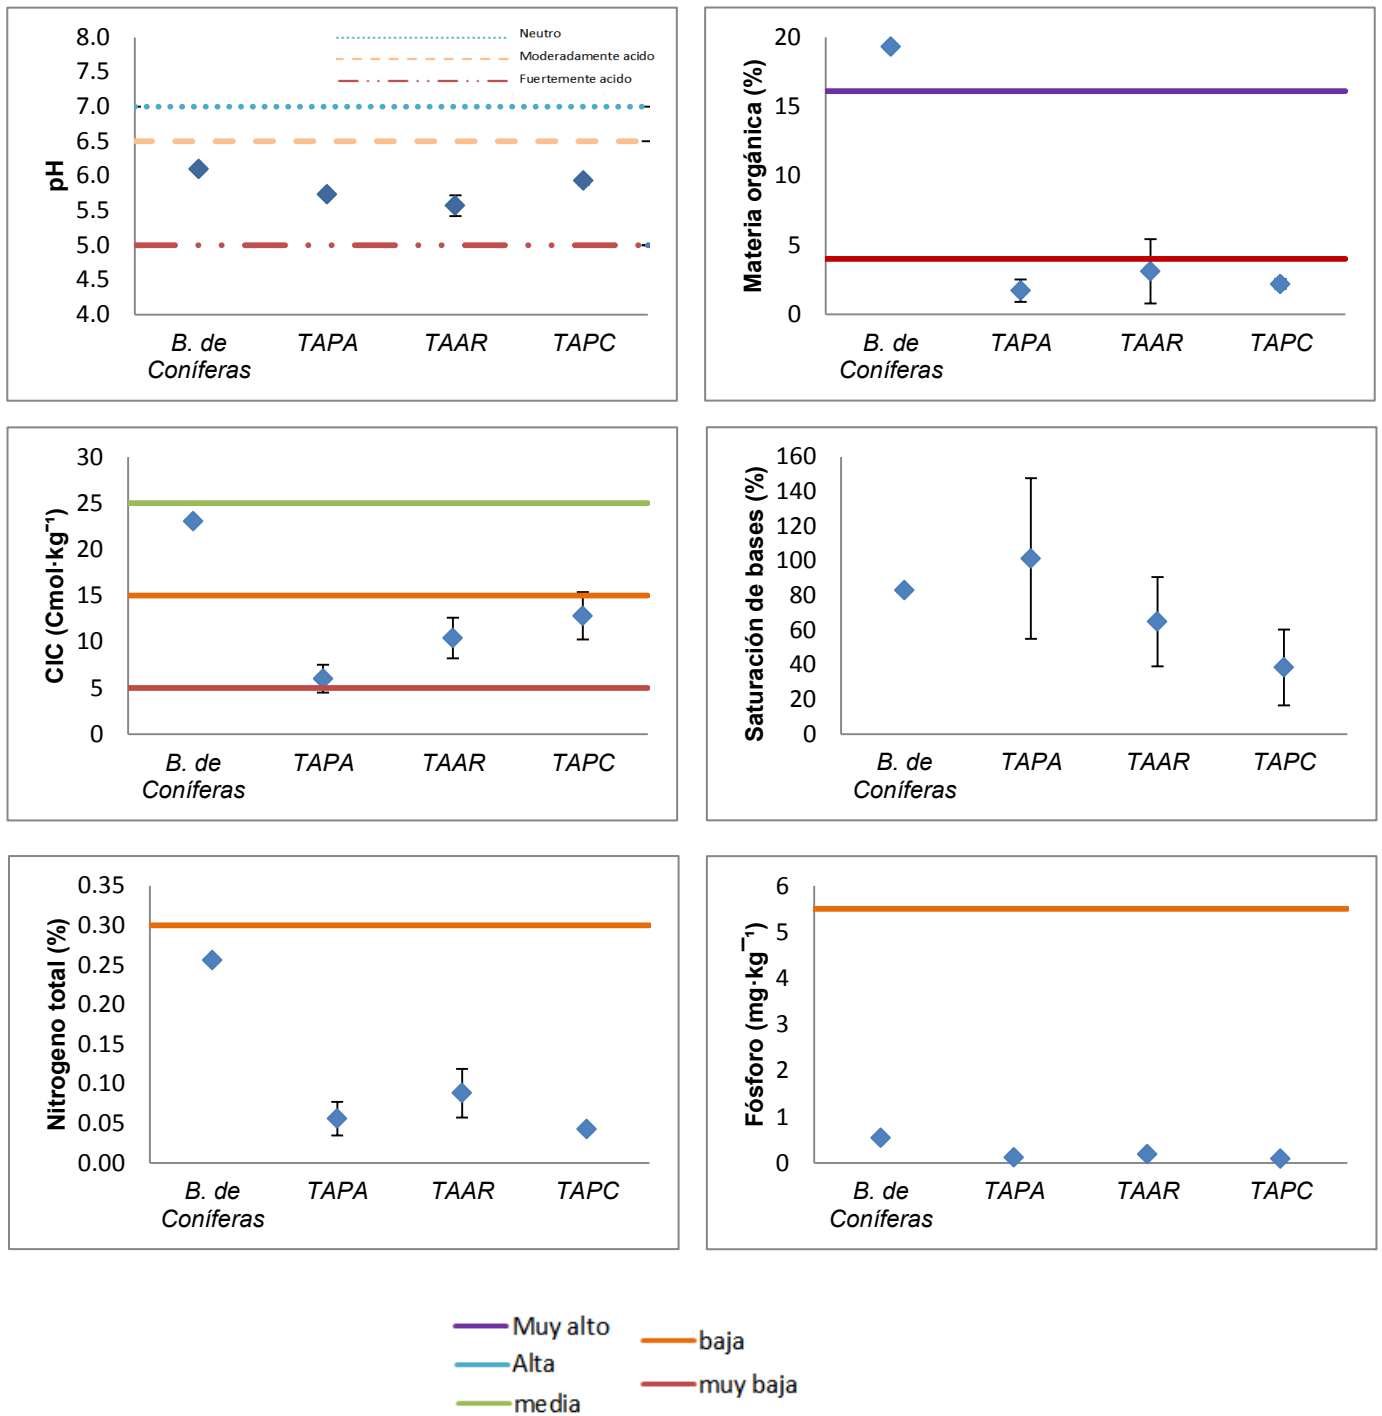 Neutro
Moderadamente acido
Fuertemente acido
pH
8.0
7.5
7.0
6.5
6.0
5.5
5.0
4.5
4.0
B. de Coníferas
TAPA
TAAR
TAPC
Materia orgánica (%)
20
15
10
5
0
B. de Coníferas
TAPA
TAAR
TAPC
CIC (Cmol·kg¯¹)
30
25
20
15
10
5
0
B. de Coníferas
TAPA
TAAR
TAPC
Saturación de bases (%)
160
140
120
100
80
60
40
20
0
B. de Coníferas
TAPA
TAAR
TAPC
Nitrogeno total (%)
0.35
0.30
0.25
0.20
0.15
0.10
0.05
0.00
B. de Coníferas
TAPA
TAAR
TAPC
Fósforo (mg·kg¯¹)
6
5
4
3
2
1
0
B. de Coníferas
TAPA
TAAR
TAPC
Muy alto
Alta
media
baja
muy baja